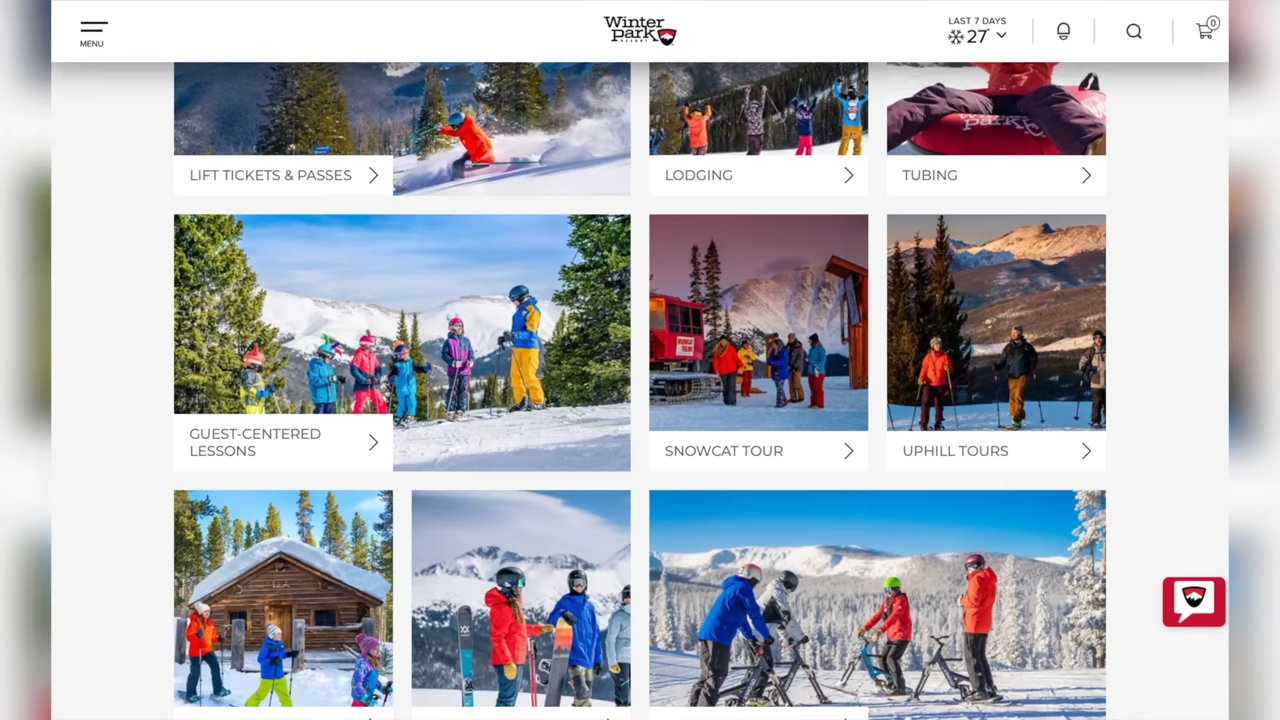 MENU
Winter
Park
RESORT
LAST 7 DAYS
27"
0
LIFT TICKETS & PASSES
LODGING
TUBING
GUEST-CENTERED
LESSONS
SNOWCAT TOUR
UPHILL TOURS